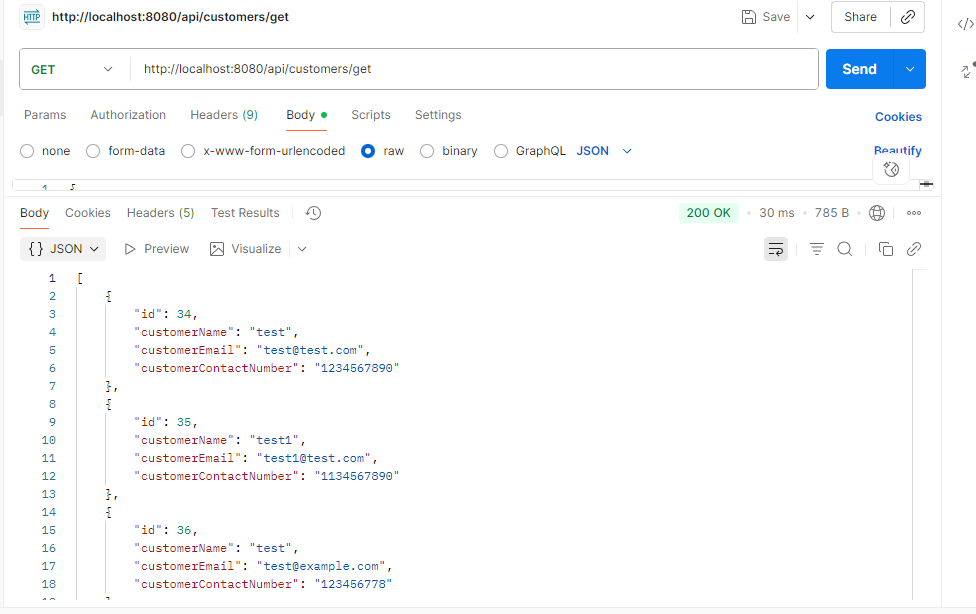 HTTP http://localhost:8080/api/customers/get Save Share
GET http://localhost:8080/api/customers/get Send
Params Authorization Headers (9) Body Scripts Settings Cookies
none form-data x-www-form-urlencoded raw binary GraphQL JSON Beautify
1 {
Body Cookies Headers (5) Test Results 200 OK 30 ms 785 B
{} JSON Preview Visualize
1 [
2 {
3 "id": 34,
4 "customerName": "test",
5 "customerEmail": "test@test.com",
6 "customerContactNumber": "1234567890"
7 },
8 {
9 "id": 35,
10 "customerName": "test1",
11 "customerEmail": "test1@test.com",
12 "customerContactNumber": "1134567890"
13 },
14 {
15 "id": 36,
16 "customerName": "test",
17 "customerEmail": "test@example.com",
18 "customerContactNumber": "123456778"